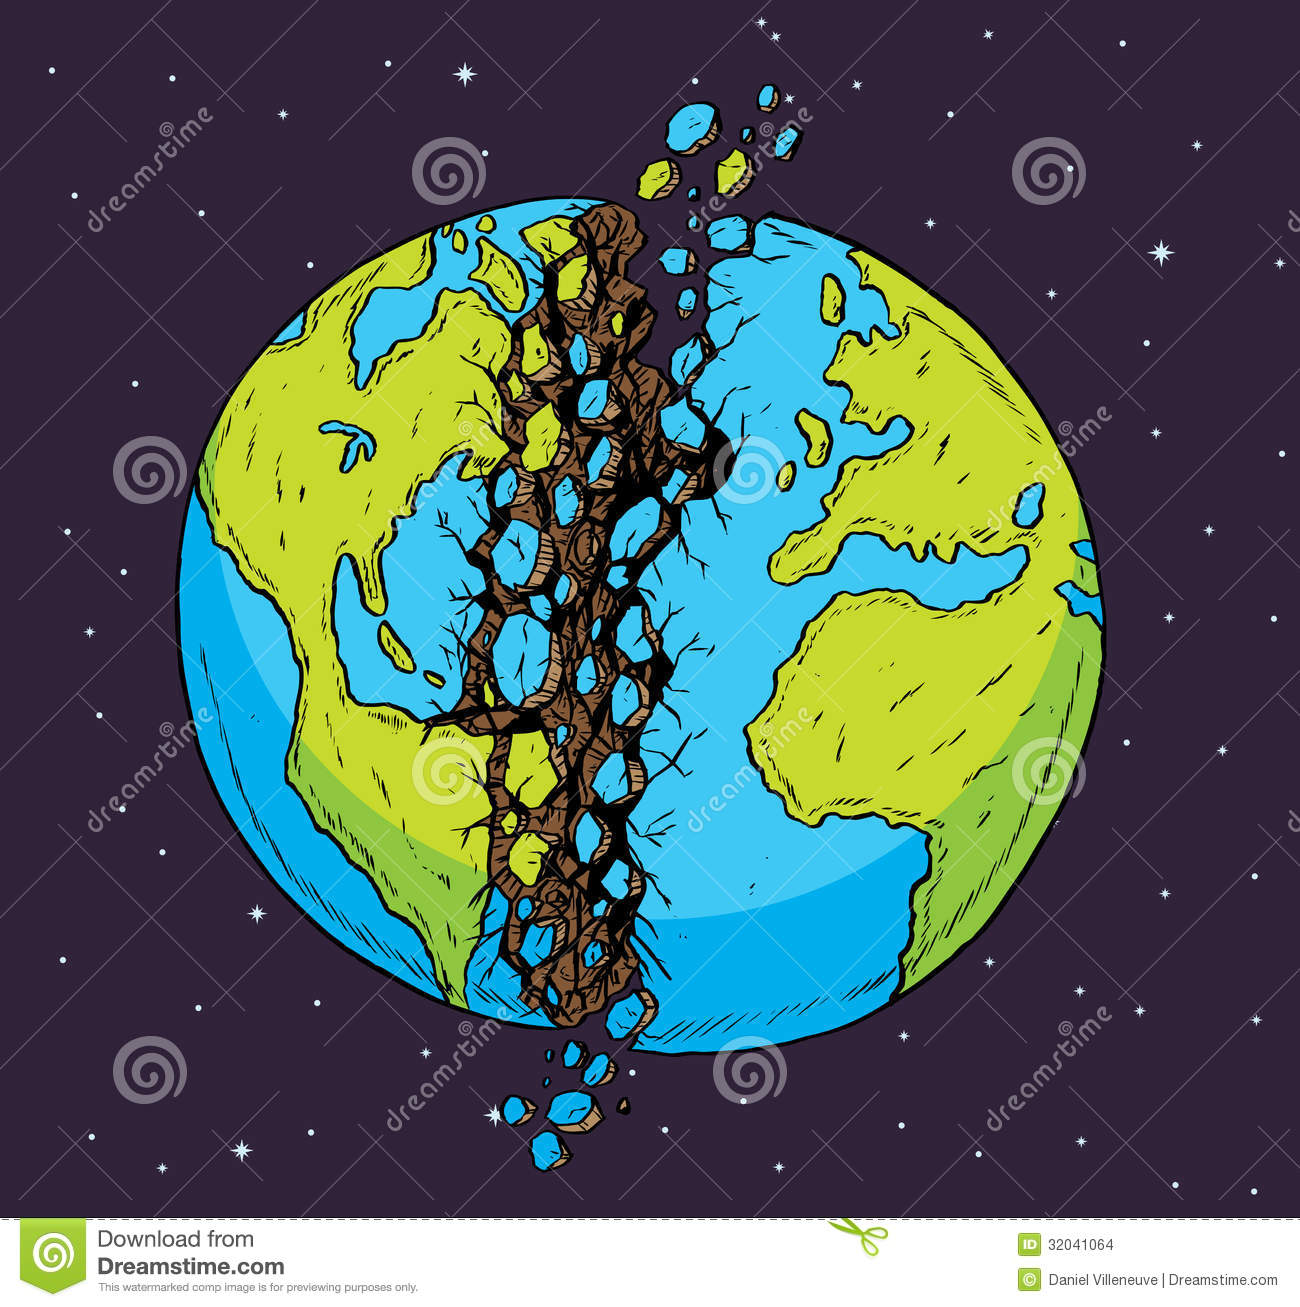 dreamstime
dreamstime
dreamstime
dreamstime
dreamstime
dreamstime
dreamstime
dreamstime
Download from
Dreamstime.com
This watermarked comp image is for previewing purposes only.
ID 32041064
© Daniel Villeneuve | Dreamstime.com